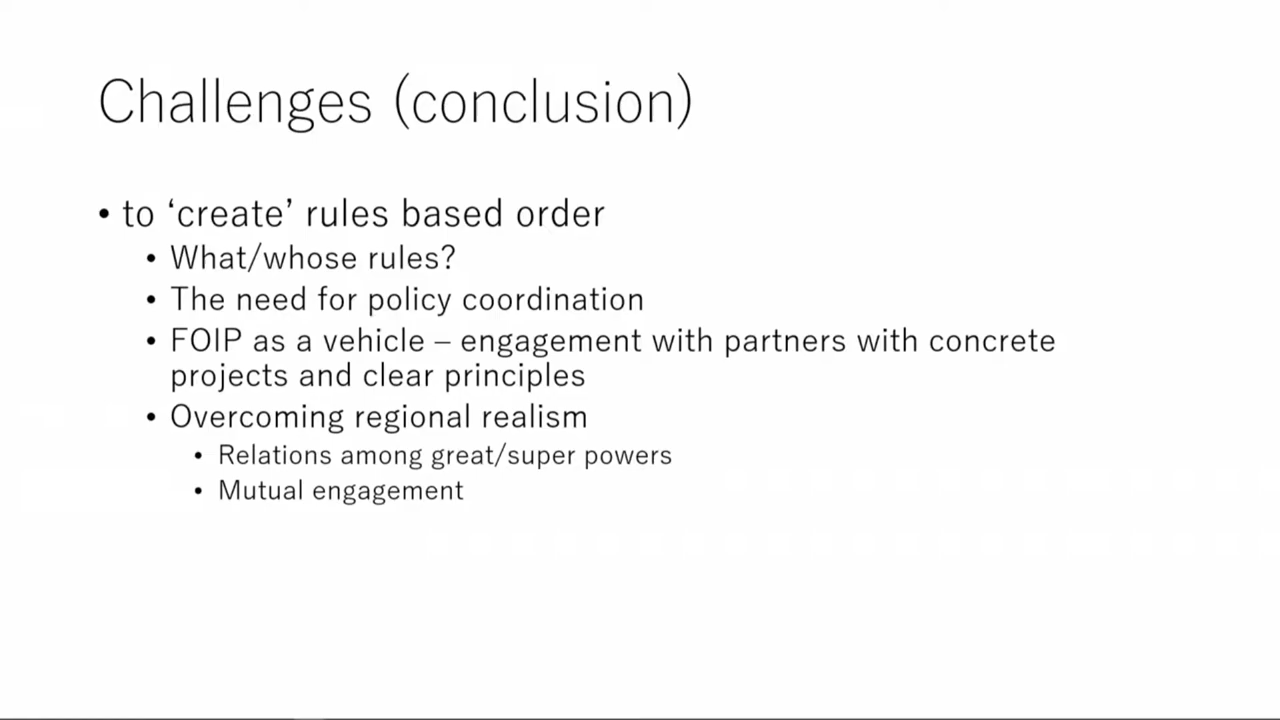 Challenges (conclusion)
• to ‘create’ rules based order
• What/whose rules?
• The need for policy coordination
• FOIP as a vehicle – engagement with partners with concrete
projects and clear principles
• Overcoming regional realism
• Relations among great/super powers
• Mutual engagement